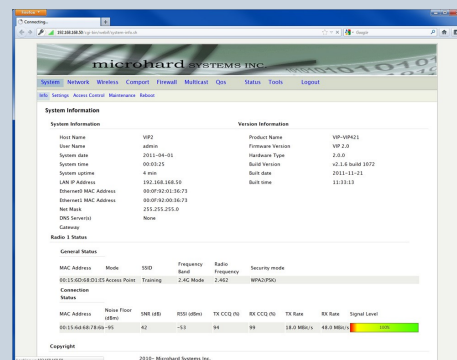 Firefox
Connecting...
192.168.168.50/cgi-bin/webif/system-info.sh
Google
microhard SYSTEMS INC.
System Network Wireless Comport Firewall Multicast Qos Status Tools Logout
Info Settings Access Control Maintenance Reboot
System Information
System Information Version Information
Host Name VIP2 Product Name VIP-VIP421
User Name admin Firmware Version VIP 2.0
System date 2011-04-01 Hardware Type 2.0.0
System time 00:03:25 Build Version v2.1.6 build 1072
System uptime 4 min Built date 2011-11-21
LAN IP Address 192.168.168.50 Built time 11:33:13
Ethernet0 MAC Address 00:0F:92:01:36:73
Ethernet1 MAC Address 00:0F:92:00:36:73
Net Mask 255.255.255.0
DNS Server(s) None
Gateway
Radio 1 Status
General Status
MAC Address Mode SSID Frequency Band Radio Frequency Security mode
00:15:6D:68:D1:E5 Access Point Training 2.4G Mode 2.462 WPA2(PSK)
Connection Status
MAC Address Noise Floor (dBm) SNR (dB) RSSI (dBm) TX CCQ (%) RX CCQ (%) TX Rate RX Rate Signal Level
-95 42 -53 94 99 18.0 MBit/s 48.0 MBit/s 100%
Copyright
2010- Microhard Systems Inc.